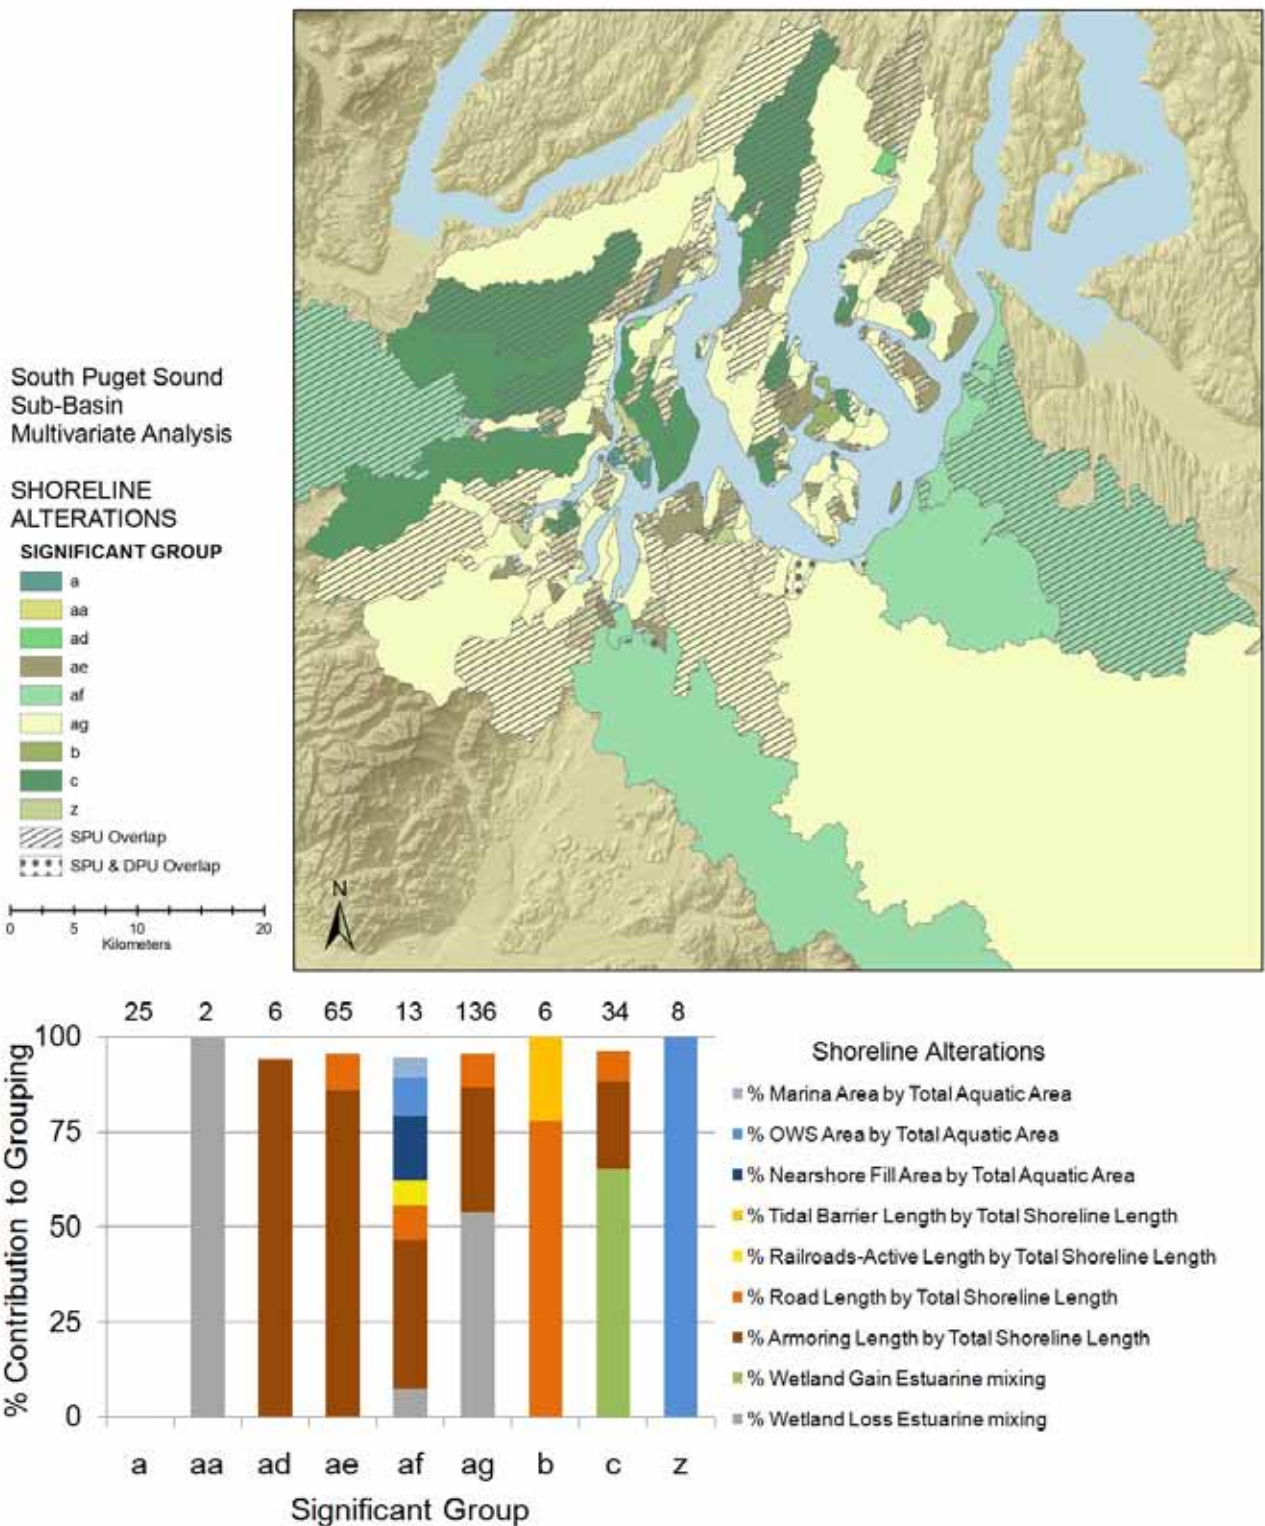 South Puget Sound
Sub-Basin
Multivariate Analysis
SHORELINE
ALTERATIONS
SIGNIFICANT GROUP
a
aa
ad
ae
af
ag
b
c
z
SPU Overlap
SPU & DPU Overlap
0 5 10 20
Kilometers
N
25 2 6 65 13 136 6 34 8
% Contribution to Grouping
100
75
50
25
0
a aa ad ae af ag b c z
Significant Group
Shoreline Alterations
% Marina Area by Total Aquatic Area
% OWS Area by Total Aquatic Area
% Nearshore Fill Area by Total Aquatic Area
% Tidal Barrier Length by Total Shoreline Length
% Railroads-Active Length by Total Shoreline Length
% Road Length by Total Shoreline Length
% Armoring Length by Total Shoreline Length
% Wetland Gain Estuarine mixing
% Wetland Loss Estuarine mixing